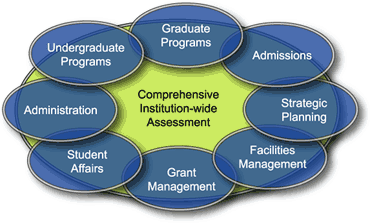 Graduate
Programs
Undergraduate
Programs
Admissions
Comprehensive
Institution-wide
Assessment
Administration
Strategic
Planning
Student
Affairs
Facilities
Management
Grant
Management